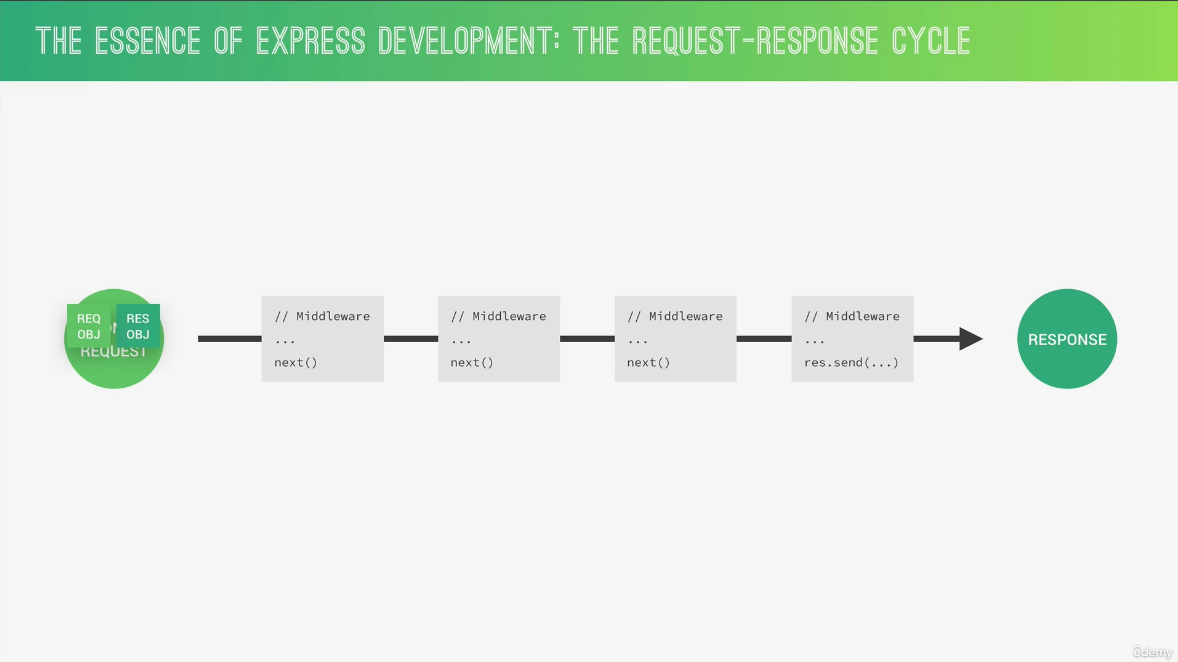 THE ESSENCE OF EXPRESS DEVELOPMENT: THE REQUEST-RESPONSE CYCLE
REQ
OBJ
RES
OBJ
REQUEST
// Middleware
...
next()
// Middleware
...
next()
// Middleware
...
next()
// Middleware
...
res.send(...)
RESPONSE
ûdemy